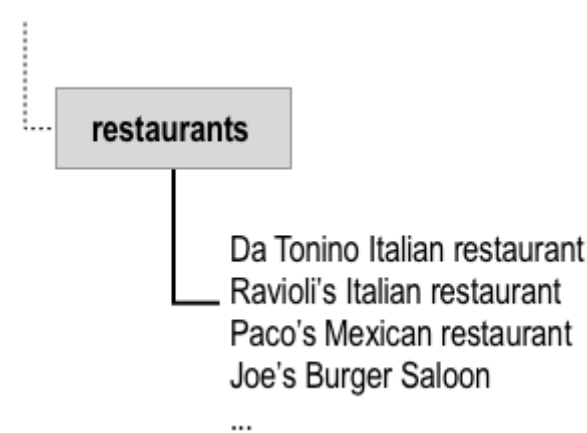 restaurants
Da Tonino Italian restaurant
Ravioli’s Italian restaurant
Paco’s Mexican restaurant
Joe’s Burger Saloon
...